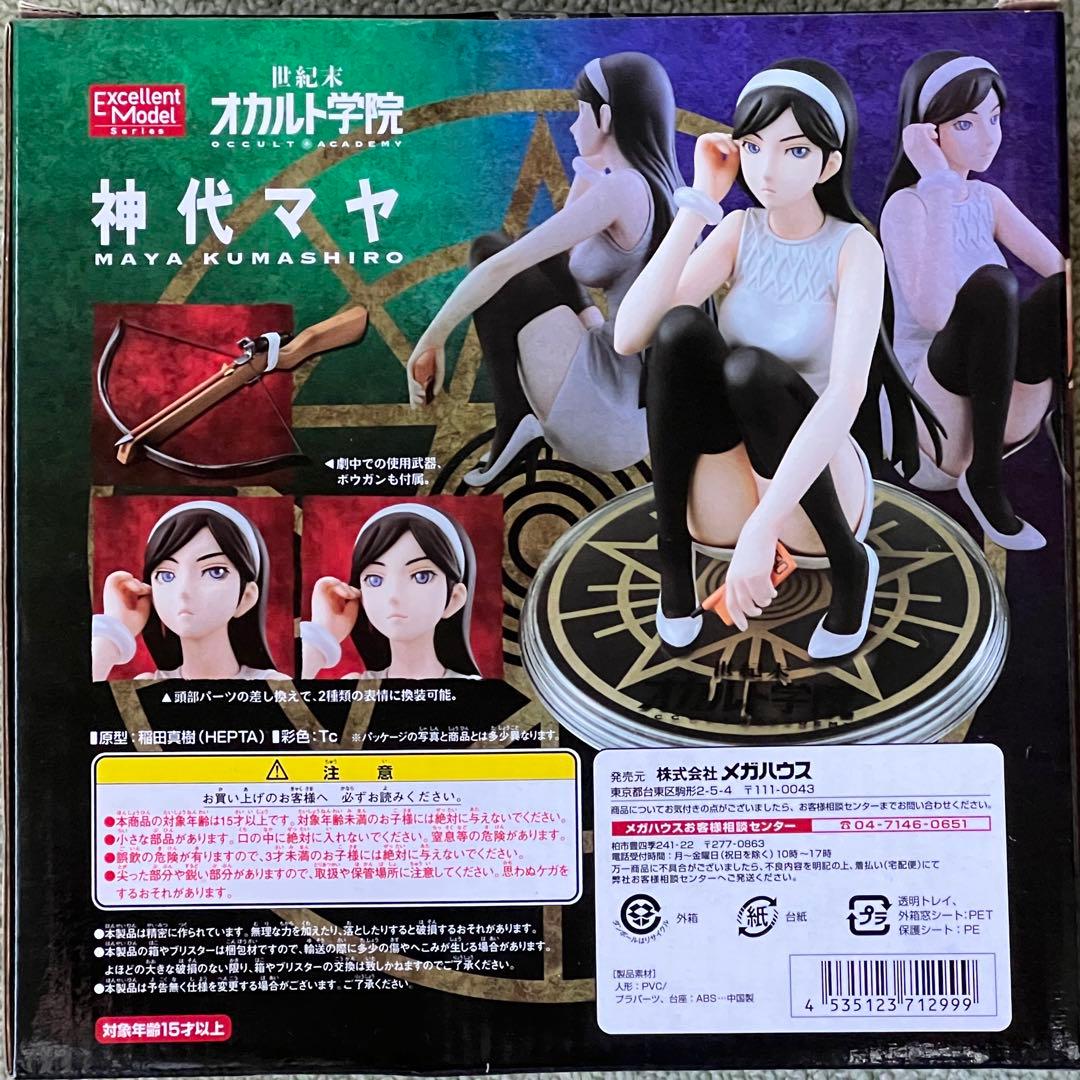 Excellent
Model
Series
世紀末
オカルト学院
OCCULT ACADEMY
神代マヤ
MAYA KUMASHIRO
◀劇中での使用武器、
ボウガンも付属。
▲頭部パーツの差し換えで、2種類の表情に換装可能。
世紀末
オカルト学
■原型：稲田真樹(HEPTA) ■彩色：Tc ※パッケージの写真と商品とは多少異なります。
⚠ 注意
お買い上げのお客様へ 必ずお読みください。
●本商品の対象年齢は15才以上です。対象年齢未満のお子様には絶対に与えないでください。
●小さな部品があります。口の中に絶対に入れないでください。窒息等の危険があります。
●誤飲の危険が有りますので、3才未満のお子様には絶対に与えないでください。
●尖った部分や鋭い部分がありますので、取扱や保管場所に注意してください。思わぬケガを
するおそれがあります。
●本製品は精密に作られています。無理な力を加えたり、落としたりすると破損するおそれがあります。
●本製品の箱やブリスターは梱包材ですので、輸送の際に多少の傷やへこみが生じる場合があります。
よほどの大きな破損のない限り、箱やブリスターの交換は致しかねますのでご了承ください。
●本製品は予告無く仕様を変更する場合がございます。ご了承ください。
対象年齢15才以上
発売元 株式会社 メガハウス
東京都台東区駒形2-5-4 〒111-0043
商品についてお気付きの点がございましたら、お客様相談センターまでお問い合わせください。
メガハウスお客様相談センター ☎04-7146-0651
柏市豊四季241-22 〒277-0863
電話受付時間：月～金曜日(祝日を除く)10時～17時
万一商品に不具合がございましたら、不良内容を明記の上、着払い(宅配便)にて
弊社お客様相談センターへご発送ください。
ダンボールはリサイクル
外箱
紙
台紙
プラ
透明トレイ、
外箱窓シート：PET
保護シート：PE
[製品素材]
人形：PVC/
プラパーツ、台座：ABS…中国製
4 535123 712999